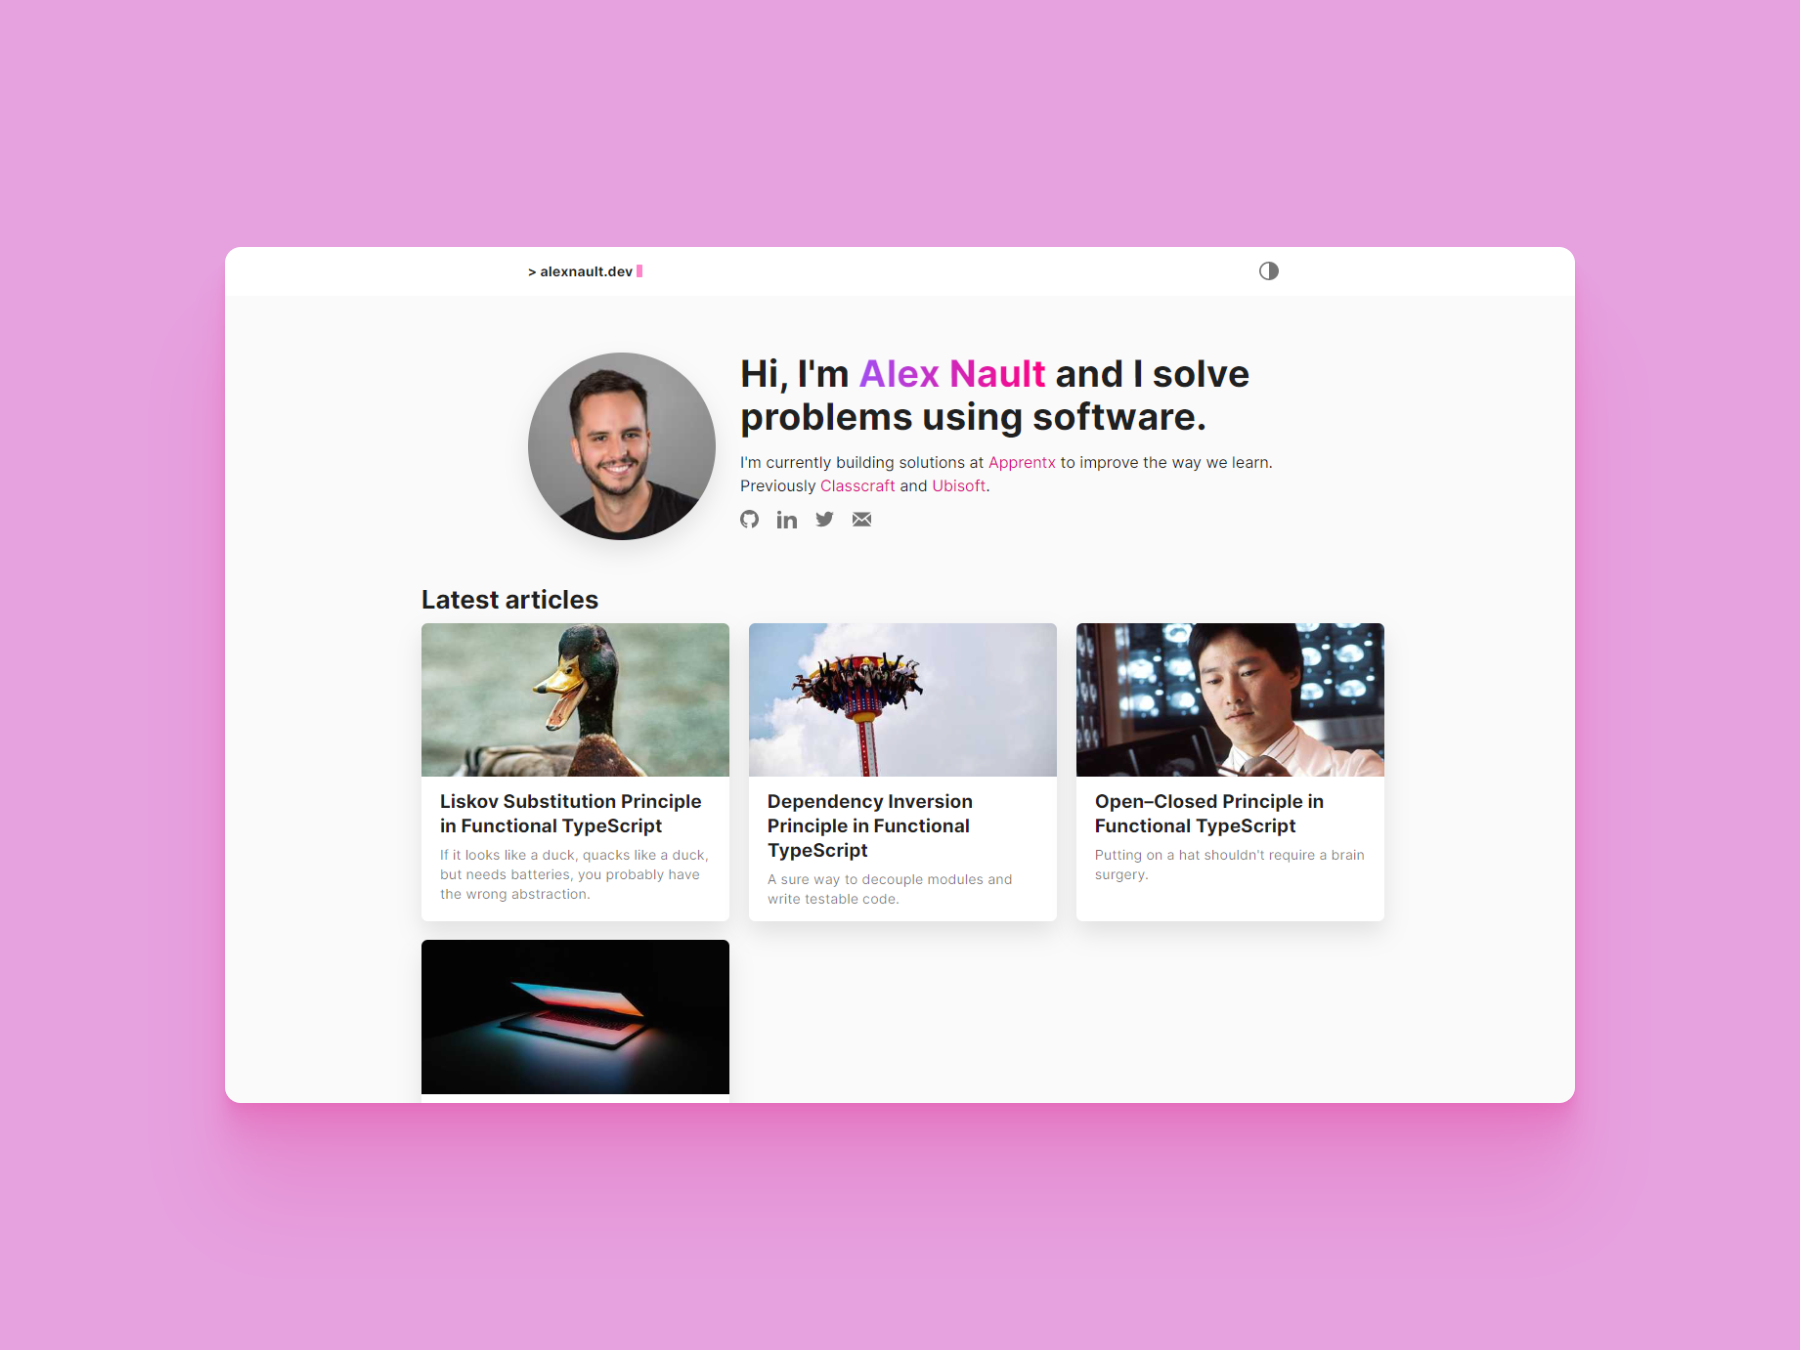 > alexnault.dev
Hi, I'm Alex Nault and I solve
problems using software.
I'm currently building solutions at Apprentx to improve the way we learn.
Previously Classcraft and Ubisoft.
in
Latest articles
Liskov Substitution Principle
in Functional TypeScript
If it looks like a duck, quacks like a duck,
but needs batteries, you probably have
the wrong abstraction.
Dependency Inversion
Principle in Functional
TypeScript
A sure way to decouple modules and
write testable code.
Open–Closed Principle in
Functional TypeScript
Putting on a hat shouldn't require a brain
surgery.